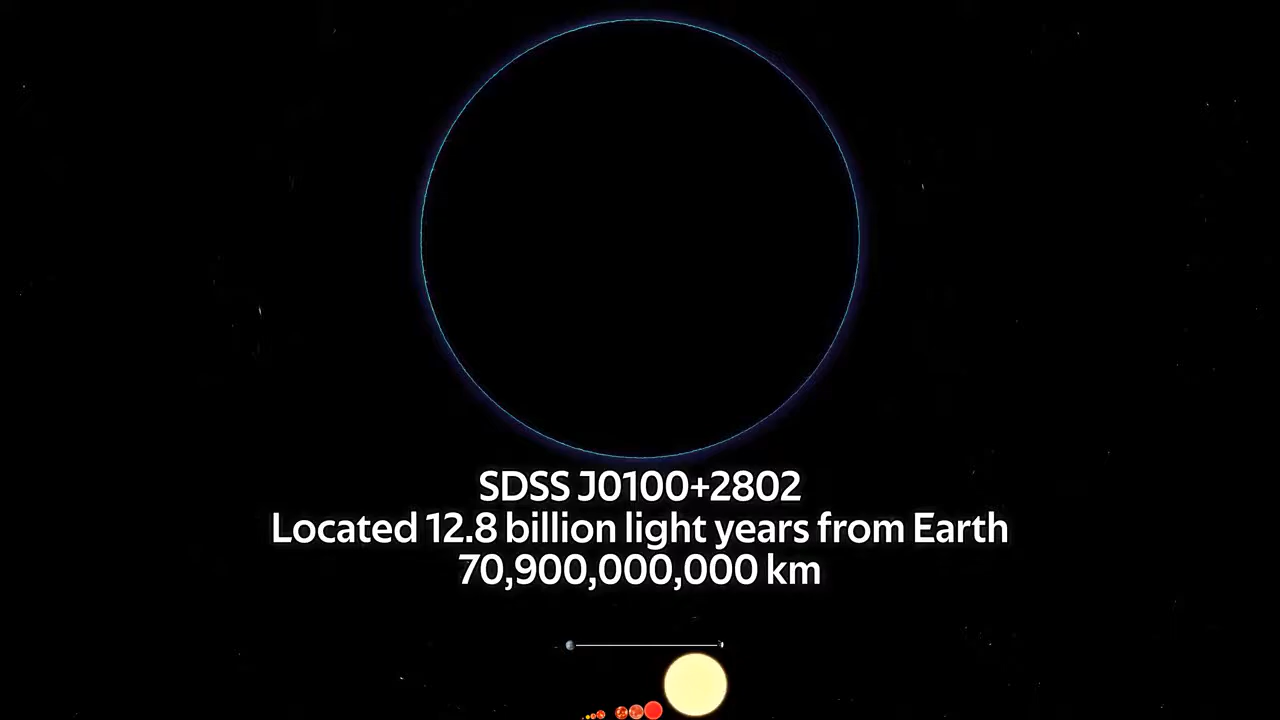 SDSS J0100+2802
Located 12.8 billion light years from Earth
70,900,000,000 km